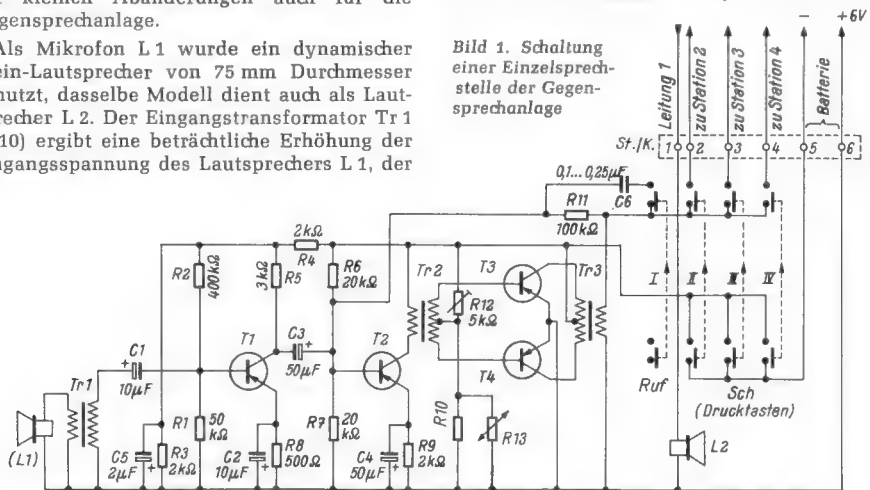 kleinen Abänderungen auch für die
gensprechanlage.
Als Mikrofon L 1 wurde ein dynamischer
ein-Lautsprecher von 75 mm Durchmesser
nutzt, dasselbe Modell dient auch als Laut-
recher L 2. Der Eingangstransformator Tr 1
10) ergibt eine beträchtliche Erhöhung der
ngangsspannung des Lautsprechers L 1, der
Bild 1. Schaltung
einer Einzelsprech-
stelle der Gegen-
sprechanlage
Leitung 1
zu Station 2
zu Station 3
zu Station 4
Batterie
−
+6V
St./K.
1 2 3 4 5 6
0,1...0,25µF
C6
R11
100kΩ
2kΩ
R4
R2
400kΩ
3kΩ
R5
R6
20kΩ
Tr2
T3
Tr3
R12
5kΩ
I II III IV
T1
C3
50µF
T2
T4
C1
+
10µF
Tr1
(L1)
R1
50
kΩ
C5
2µF
+
R3
2kΩ
C2
10µF
+
R8
500Ω
R7
20
kΩ
C4
50µF
+
R9
2kΩ
R10
R13
Ruf
Sch
(Drucktasten)
L2